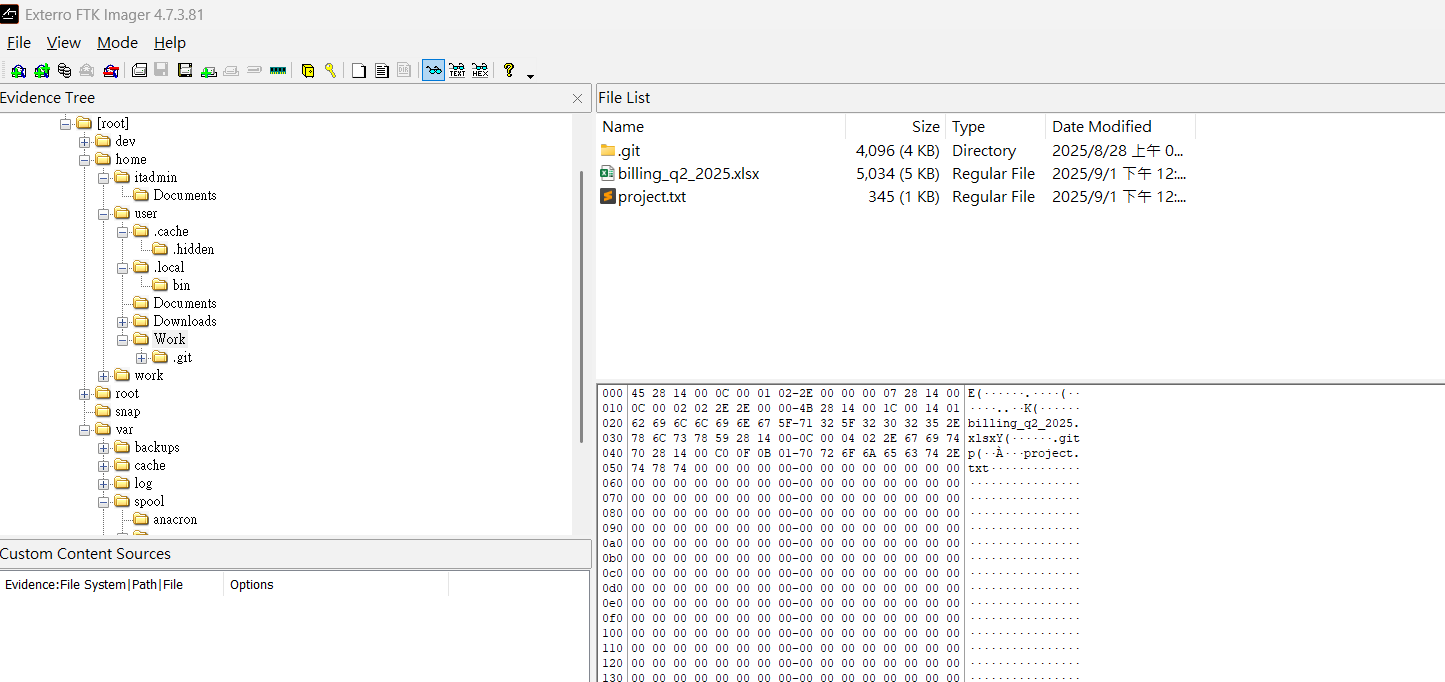 Exterro FTK Imager 4.7.3.81
File View Mode Help
Evidence Tree
[root]
dev
home
itadmin
Documents
user
.cache
.hidden
.local
bin
Documents
Downloads
Work
.git
work
root
snap
var
backups
cache
log
spool
anacron
Custom Content Sources
Evidence:File System|Path|File Options
File List
Name Size Type Date Modified
.git 4,096 (4 KB) Directory 2025/8/28 上午 0...
billing_q2_2025.xlsx 5,034 (5 KB) Regular File 2025/9/1 下午 12:...
project.txt 345 (1 KB) Regular File 2025/9/1 下午 12:...
000 45 28 14 00 0C 00 01 02-2E 00 00 00 07 28 14 00 E(······.····(··
010 0C 00 02 02 2E 2E 00 00-4B 28 14 00 1C 00 14 01 ····..··K(······
020 62 69 6C 6C 69 6E 67 5F-71 32 5F 32 30 32 35 2E billing_q2_2025.
030 78 6C 73 78 59 28 14 00-0C 00 04 02 2E 67 69 74 xlsxY(······.git
040 70 28 14 00 C0 0F 0B 01-70 72 6F 6A 65 63 74 2E p(··À···project.
050 74 78 74 00 00 00 00 00-00 00 00 00 00 00 00 00 txt·············
060 00 00 00 00 00 00 00 00-00 00 00 00 00 00 00 00 ················
070 00 00 00 00 00 00 00 00-00 00 00 00 00 00 00 00 ················
080 00 00 00 00 00 00 00 00-00 00 00 00 00 00 00 00 ················
090 00 00 00 00 00 00 00 00-00 00 00 00 00 00 00 00 ················
0a0 00 00 00 00 00 00 00 00-00 00 00 00 00 00 00 00 ················
0b0 00 00 00 00 00 00 00 00-00 00 00 00 00 00 00 00 ················
0c0 00 00 00 00 00 00 00 00-00 00 00 00 00 00 00 00 ················
0d0 00 00 00 00 00 00 00 00-00 00 00 00 00 00 00 00 ················
0e0 00 00 00 00 00 00 00 00-00 00 00 00 00 00 00 00 ················
0f0 00 00 00 00 00 00 00 00-00 00 00 00 00 00 00 00 ················
100 00 00 00 00 00 00 00 00-00 00 00 00 00 00 00 00 ················
110 00 00 00 00 00 00 00 00-00 00 00 00 00 00 00 00 ················
120 00 00 00 00 00 00 00 00-00 00 00 00 00 00 00 00 ················
130 00 00 00 00 00 00 00 00-00 00 00 00 00 00 00 00 ················